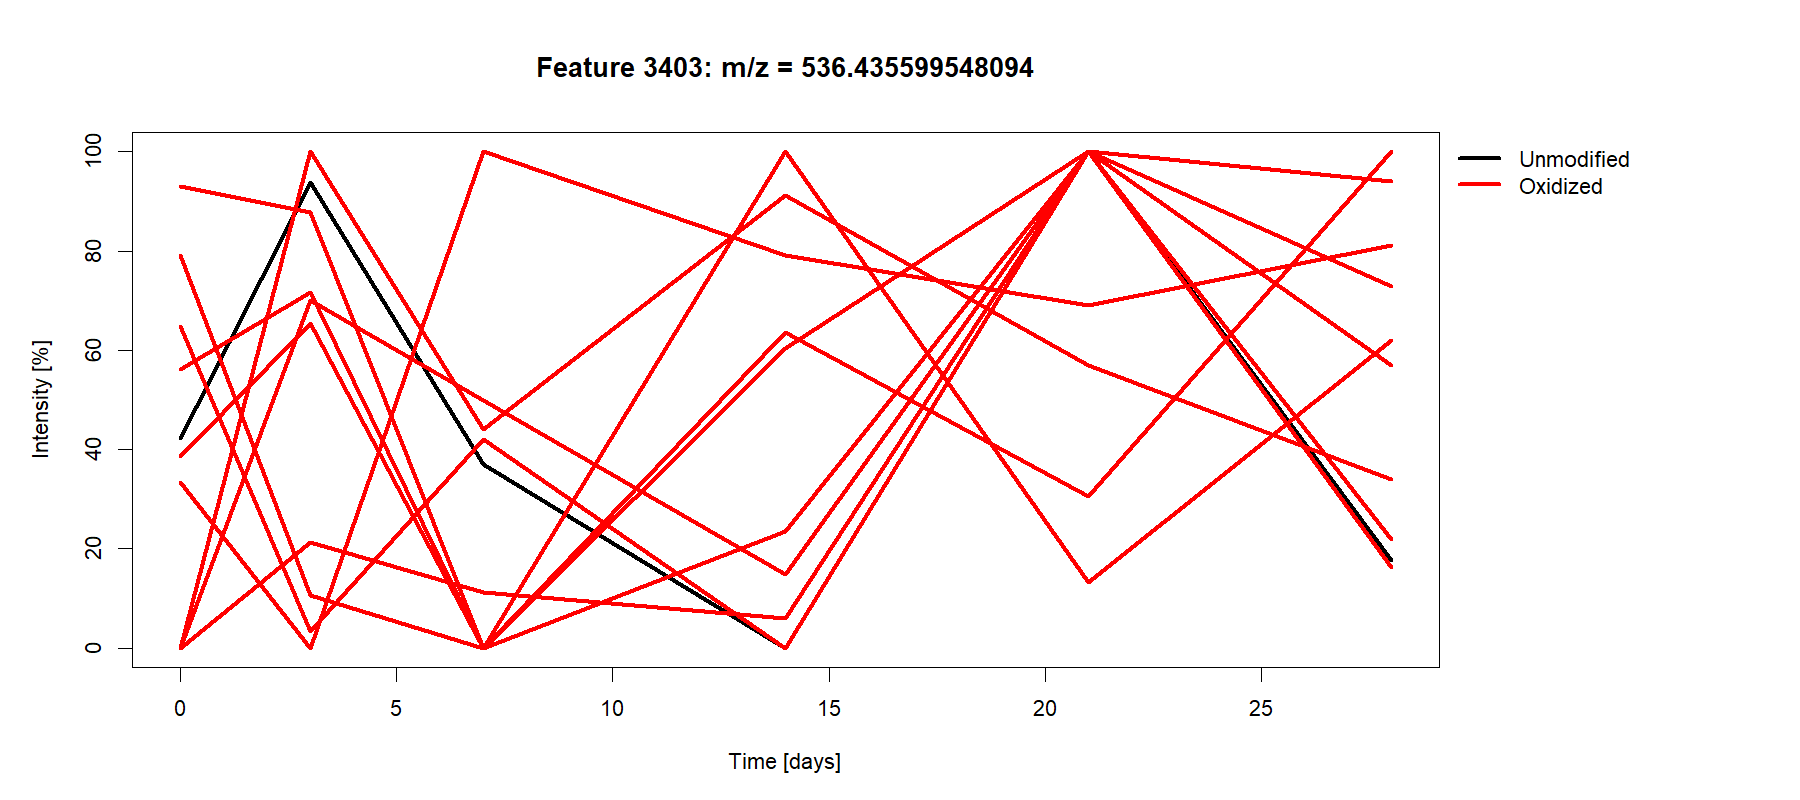 Feature 3403: m/z = 536.435599548094
Unmodified
Oxidized
Intensity [%]
100
80
60
40
20
0
0 5 10 15 20 25
Time [days]